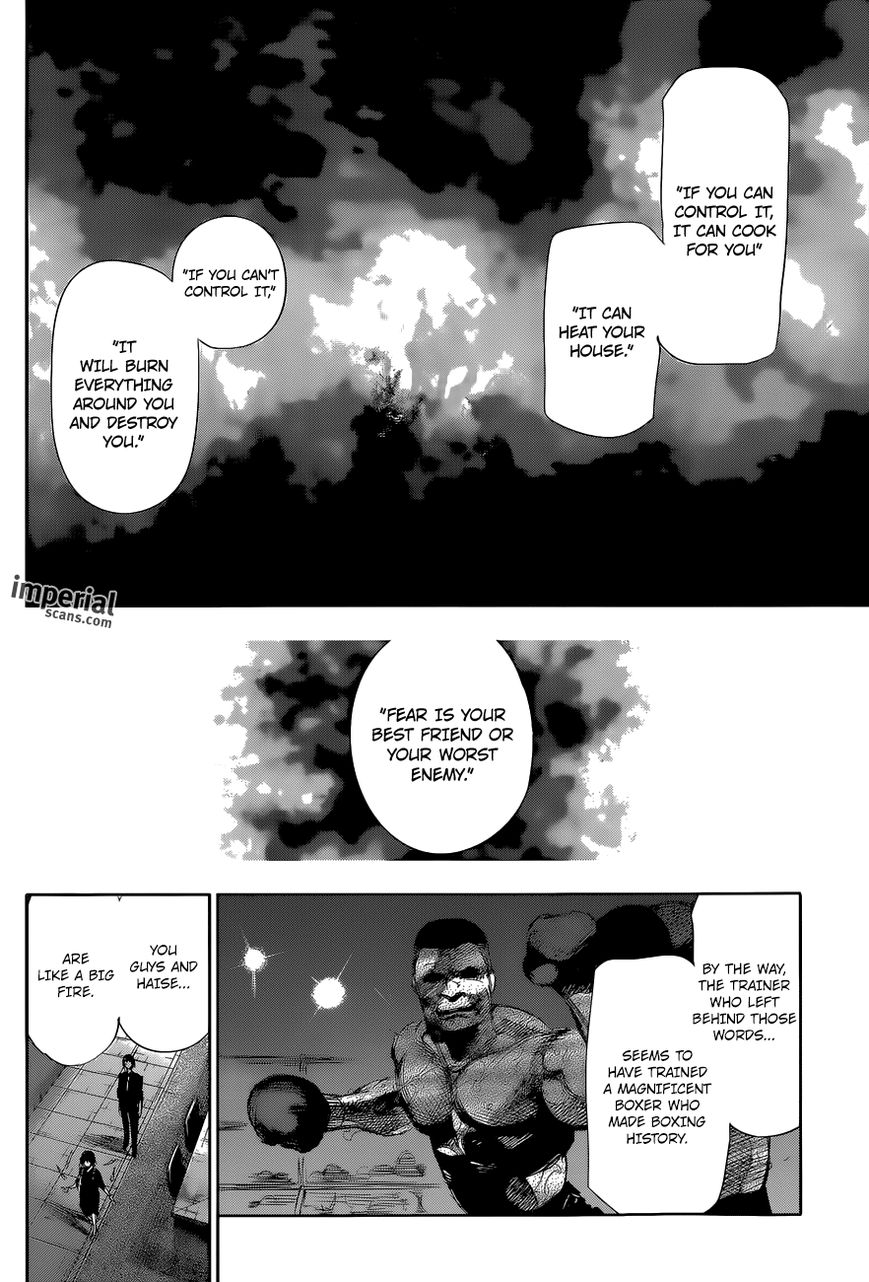 "IF YOU CAN
CONTROL IT,
IT CAN COOK
FOR YOU"
"IT CAN
HEAT YOUR
HOUSE."
"IF YOU CAN'T
CONTROL IT,"
"IT
WILL BURN
EVERYTHING
AROUND YOU
AND DESTROY
YOU."
imperial
scans.com
"FEAR IS YOUR
BEST FRIEND OR
YOUR WORST
ENEMY."
BY THE WAY,
THE TRAINER
WHO LEFT
BEHIND THOSE
WORDS...
SEEMS TO
HAVE TRAINED
A MAGNIFICENT
BOXER WHO
MADE BOXING
HISTORY.
YOU
GUYS AND
HAISE...
ARE
LIKE A BIG
FIRE.